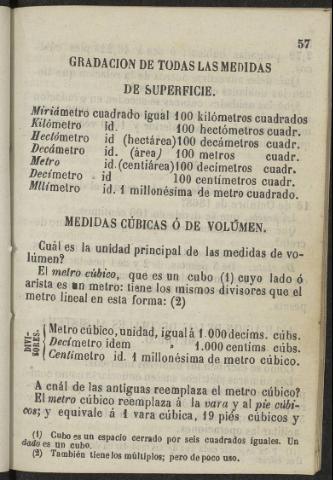 57
GRADACION DE TODAS LAS MEDIDAS
DE SUPERFICIE.
Miriámetro cuadrado igual 100 kilómetros cuadrados
Kilómetro id. 100 hectómetros cuadr.
Hectómetro id (hectárea) 100 decámetros cuadr.
Decámetro id. (área) 100 metros cuadr.
Metro id. (centiárea) 100 decímetros cuadr.
Decímetro id 100 centímetros cuadr.
Milímetro id. 1 millonésima de metro cuadrado.
MEDIDAS CÚBICAS Ó DE VOLÚMEN.
Cuál es la unidad principal de las medidas de vo-
lúmen?
El metro cúbico, que es un cubo (1) cuyo lado ó
arista es un metro: tiene los mismos divisores que el
metro lineal en esta forma: (2)
DIVI-
SORES.
Metro cúbico, unidad, igual á 1.000 decims. cúbs.
Decímetro idem » 1.000 centims cúbs.
Centímetro id. 1 millonésima de metro cúbico.
A cnál de las antiguas reemplaza el metro cúbico?
El metro cúbico reemplaza á la vara y al pie cúbi-
cos; y equivale á 1 vara cúbica, 19 piés cúbicos y
(1) Cubo es un espacio cerrado por seis cuadrados iguales. Un
dado es un cubo.
(2) También tiene los múltiplos; pero de poco uso.